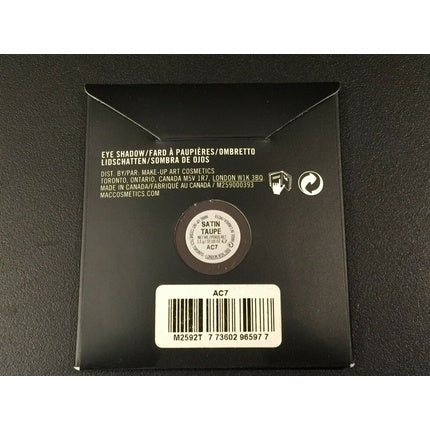 EYE SHADOW/FARD À PAUPIÈRES/OMBRETTO
LIDSCHATTEN/SOMBRA DE OJOS
DIST. BY/PAR. MAKE-UP ART COSMETICS
TORONTO, ONTARIO, CANADA M5V 1R7, LONDON W1K 3BQ
MADE IN CANADA/FABRIQUÉ AU CANADA / M259000393
MACCOSMETICS.COM
SATIN
TAUPE
AC7
AC7
M2592T 7 73602 96597 7